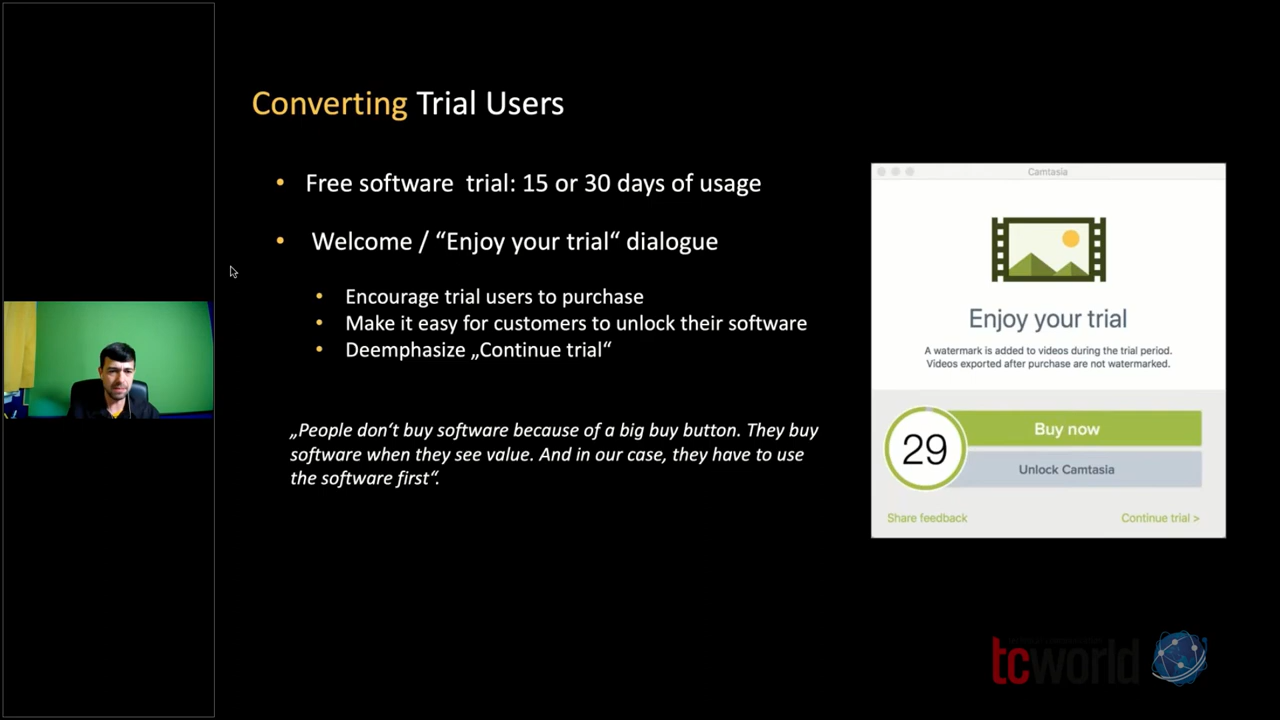 Converting Trial Users
• Free software trial: 15 or 30 days of usage
• Welcome / “Enjoy your trial“ dialogue
• Encourage trial users to purchase
• Make it easy for customers to unlock their software
• Deemphasize „Continue trial“
„People don‘t buy software because of a big buy button. They buy
software when they see value. And in our case, they have to use
the software first“.
Camtasia
Enjoy your trial
A watermark is added to videos during the trial period.
Videos exported after purchase are not watermarked.
29
Buy now
Unlock Camtasia
Share feedback
Continue trial >
tcworld